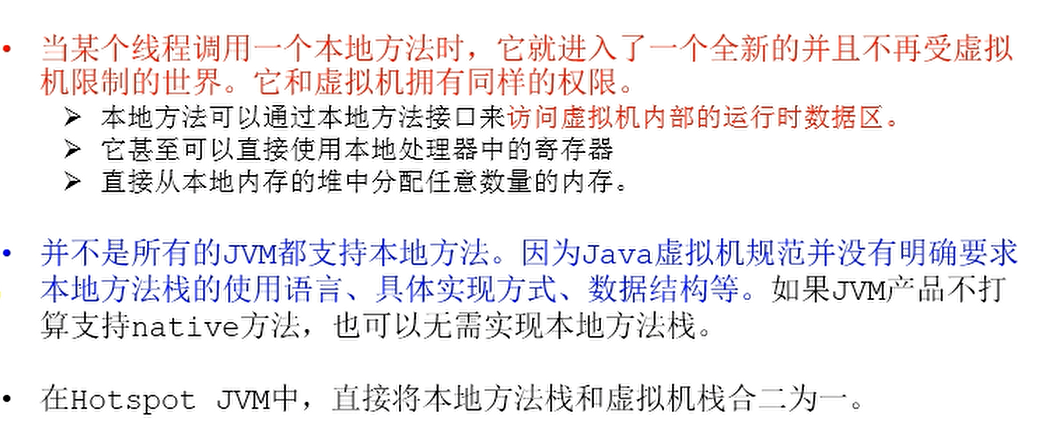 • 当某个线程调用一个本地方法时，它就进入了一个全新的并且不再受虚拟
机限制的世界。它和虚拟机拥有同样的权限。
➢ 本地方法可以通过本地方法接口来访问虚拟机内部的运行时数据区。
➢ 它甚至可以直接使用本地处理器中的寄存器
➢ 直接从本地内存的堆中分配任意数量的内存。
• 并不是所有的JVM都支持本地方法。因为Java虚拟机规范并没有明确要求
本地方法栈的使用语言、具体实现方式、数据结构等。如果JVM产品不打
算支持native方法，也可以无需实现本地方法栈。
• 在Hotspot JVM中，直接将本地方法栈和虚拟机栈合二为一。